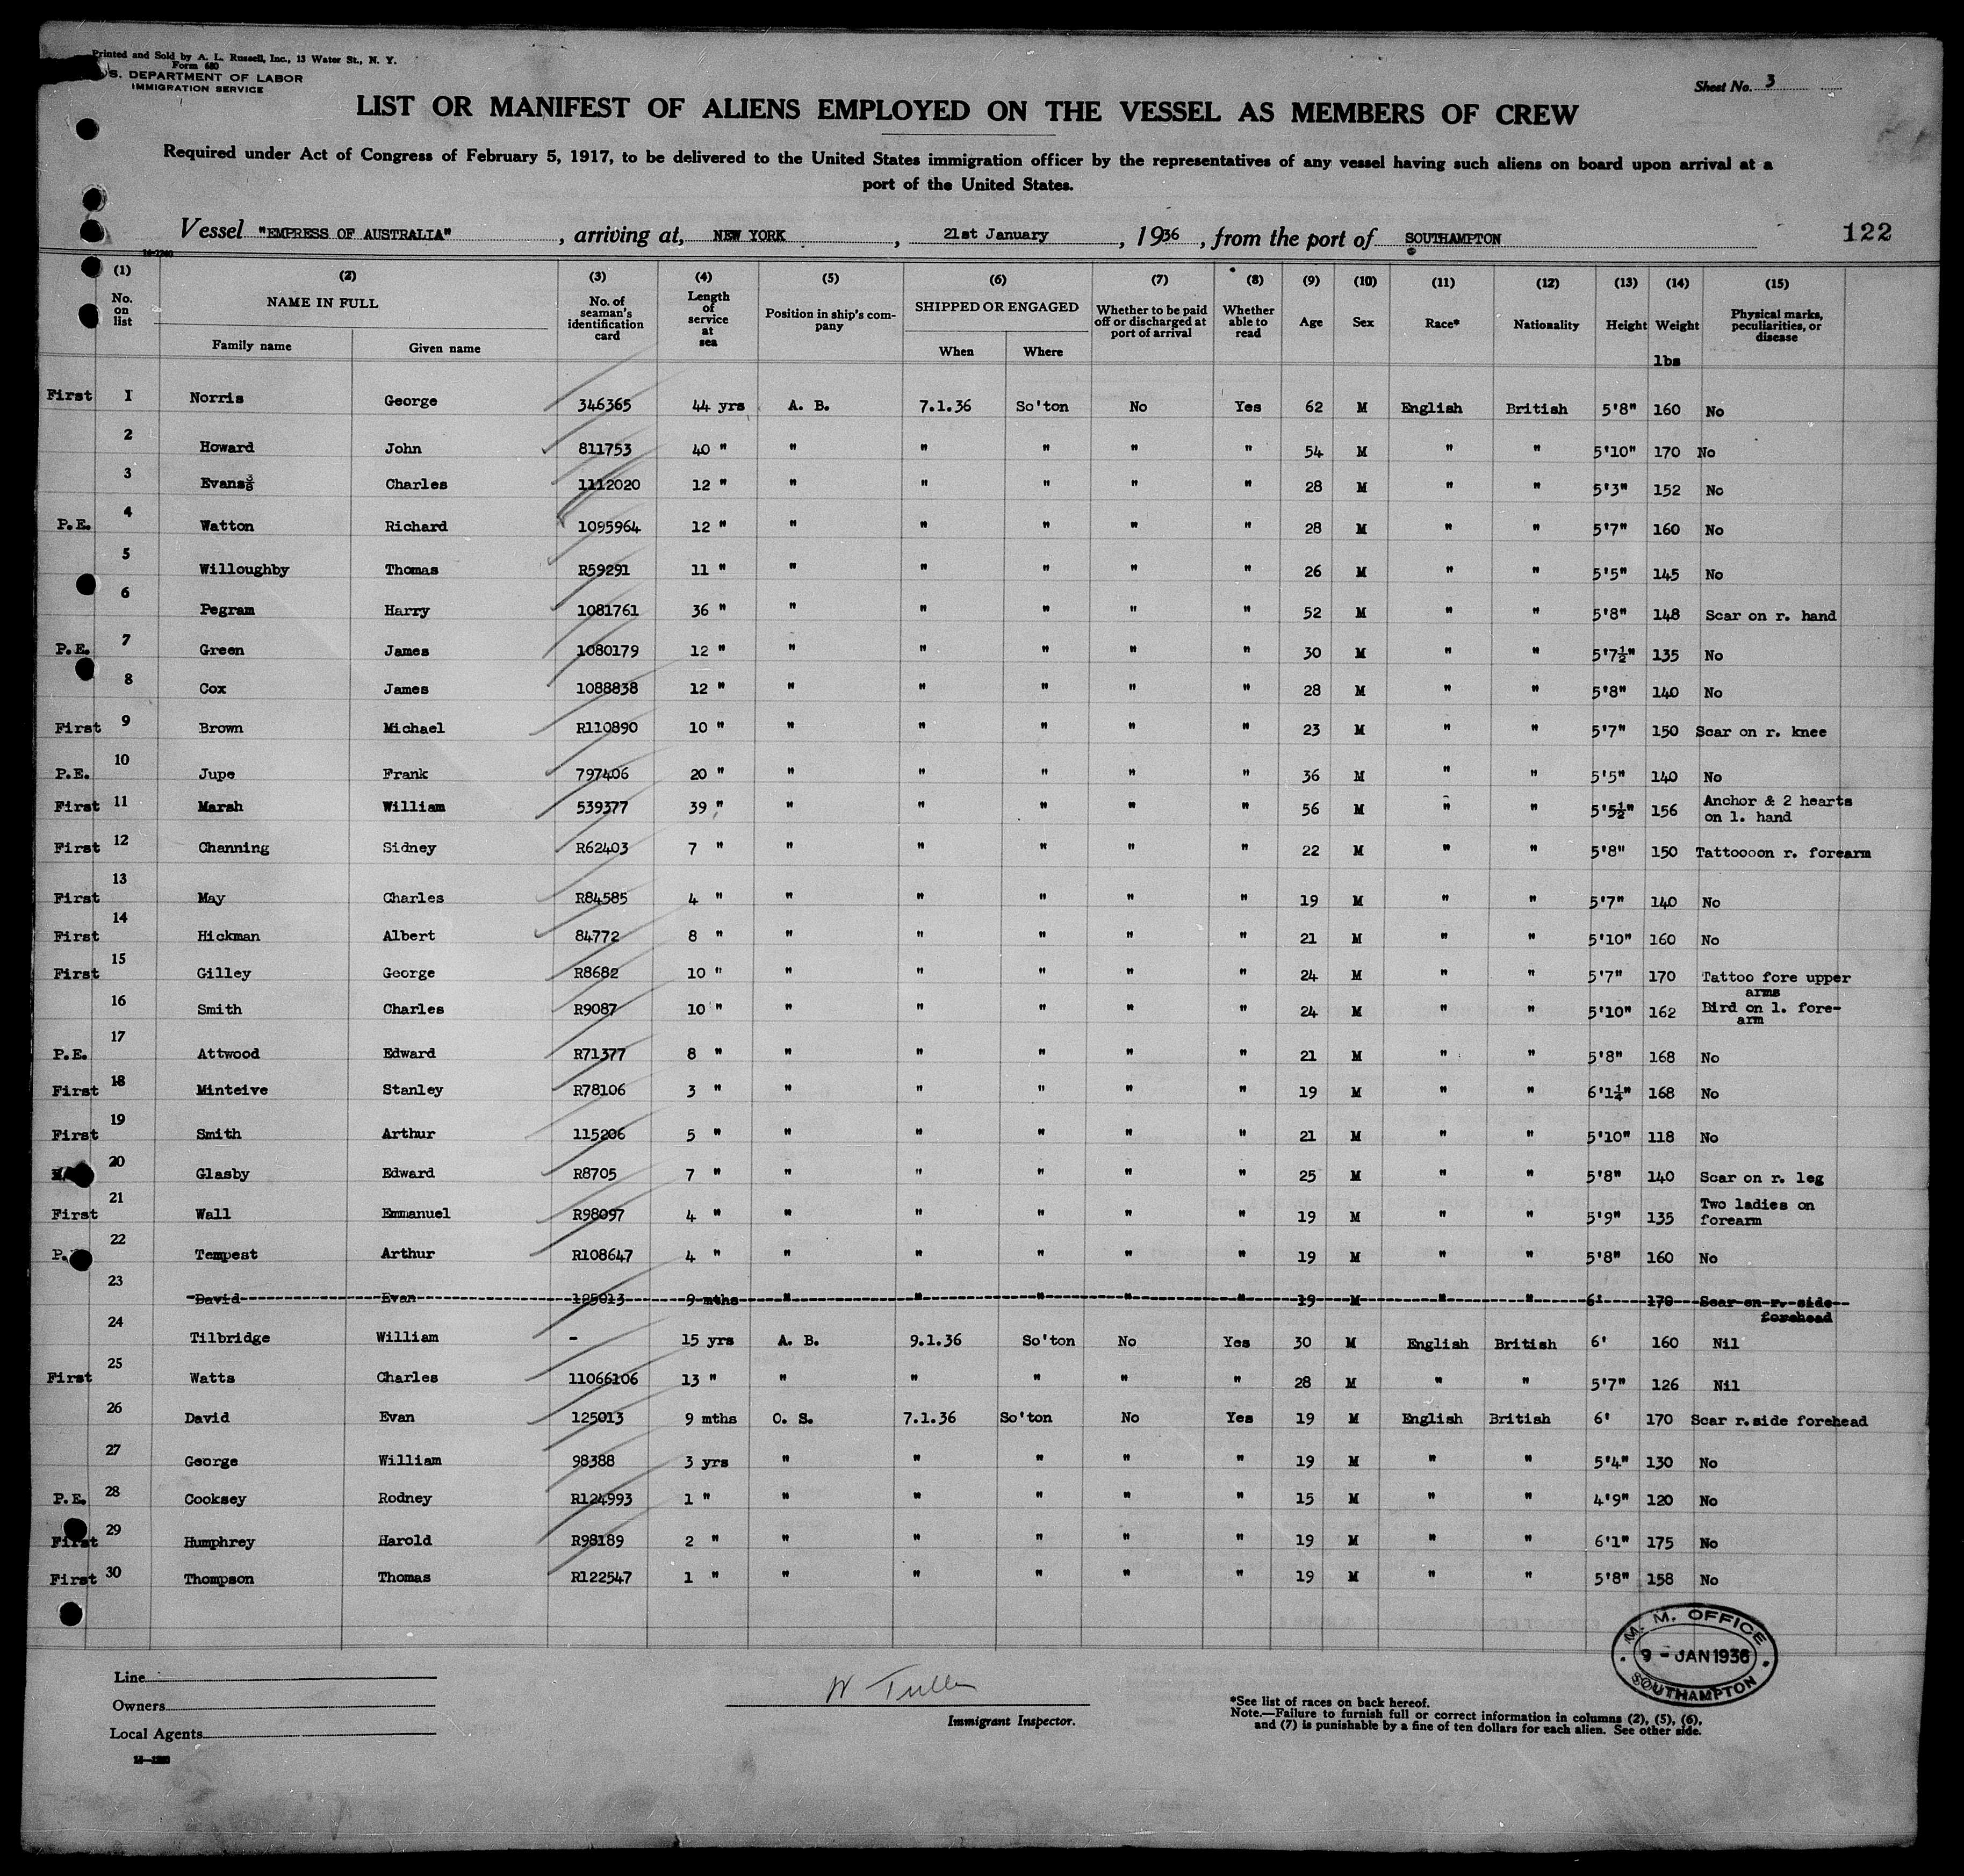 Printed and Sold by A. L. Russell, Inc., 13 Water St., N. Y.
Form 680
S. DEPARTMENT OF LABOR
IMMIGRATION SERVICE
Sheet No. 3
LIST OR MANIFEST OF ALIENS EMPLOYED ON THE VESSEL AS MEMBERS OF CREW
Required under Act of Congress of February 5, 1917, to be delivered to the United States immigration officer by the representatives of any vessel having such aliens on board upon arrival at a
port of the United States.
Vessel "EMPRESS OF AUSTRALIA", arriving at, NEW YORK, 21st January, 1936, from the port of SOUTHAMPTON 122
(1) (2) (3) (4) (5) (6) (7) (8) (9) (10) (11) (12) (13) (14) (15)
No. on list NAME IN FULL Family name Given name No. of seaman's identification card Length of service at sea Position in ship's company SHIPPED OR ENGAGED When Where Whether to be paid off or discharged at port of arrival Whether able to read Age Sex Race* Nationality Height Weight lbs Physical marks, peculiarities, or disease
First 1 Norris George 346365 44 yrs A. B. 7.1.36 So'ton No Yes 62 M English British 5'8" 160 No
2 Howard John 811753 40 " " " " " " 54 M " " 5'10" 170 No
3 Evans Charles 1112020 12 " " " " " " 28 M " " 5'3" 152 No
P.E. 4 Watton Richard 1095964 12 " " " " " " 28 M " " 5'7" 160 No
5 Willoughby Thomas R59291 11 " " " " " " 26 M " " 5'5" 145 No
6 Pegram Harry 1081761 36 " " " " " " 52 M " " 5'8" 148 Scar on r. hand
P.E. 7 Green James 1080179 12 " " " " " " 30 M " " 5'7½" 135 No
8 Cox James 1088838 12 " " " " " " 28 M " " 5'8" 140 No
First 9 Brown Michael R110890 10 " " " " " " 23 M " " 5'7" 150 Scar on r. knee
P.E. 10 Jupe Frank 797406 20 " " " " " " 36 M " " 5'5" 140 No
First 11 Marsh William 539377 39 " " " " " " 56 M " " 5'5½" 156 Anchor & 2 hearts
on l. hand
First 12 Channing Sidney R62403 7 " " " " " " 22 M " " 5'8" 150 Tattoooon r. forearm
First 13 May Charles R84585 4 " " " " " " 19 M " " 5'7" 140 No
First 14 Hickman Albert 84772 8 " " " " " " 21 M " " 5'10" 160 No
First 15 Gilley George R8682 10 " " " " " " 24 M " " 5'7" 170 Tattoo fore upper
arms
16 Smith Charles R9087 10 " " " " " " 24 M " " 5'10" 162 Bird on l. fore-
arm
P.E. 17 Attwood Edward R71377 8 " " " " " " 21 M " " 5'8" 168 No
First 18 Minteive Stanley R78106 3 " " " " " " 19 M " " 6'1¼" 168 No
First 19 Smith Arthur 115206 5 " " " " " " 21 M " " 5'10" 118 No
20 Glasby Edward R8705 7 " " " " " " 25 M " " 5'8" 140 Scar on r. leg
First 21 Wall Emmanuel R98097 4 " " " " " " 19 M " " 5'9" 135 Two ladies on
forearm
P. 22 Tempest Arthur R108647 4 " " " " " " 19 M " " 5'8" 160 No
23 David Evan 125013 9 mths " " " " " 19 M " " 6' 170 Scar on r. side
forehead
24 Tilbridge William - 15 yrs A. B. 9.1.36 So'ton No Yes 30 M English British 6' 160 Nil
First 25 Watts Charles 11066106 13 " " " " " " 28 M " " 5'7" 126 Nil
26 David Evan 125013 9 mths O. S. 7.1.36 So'ton No Yes 19 M English British 6' 170 Scar r.side forehead
27 George William 98388 3 yrs " " " " " 19 M " " 5'4" 130 No
P.E. 28 Cooksey Rodney R124993 1 " " " " " " 15 M " " 4'9" 120 No
First 29 Humphrey Harold R98189 2 " " " " " " 19 M " " 6'1" 175 No
First 30 Thompson Thomas R122547 1 " " " " " " 19 M " " 5'8" 158 No
M. M. OFFICE
9 - JAN 1936
SOUTHAMPTON
Line
Owners
Local Agents
Immigrant Inspector.
*See list of races on back hereof.
Note.—Failure to furnish full or correct information in columns (2), (5), (6),
and (7) is punishable by a fine of ten dollars for each alien. See other side.